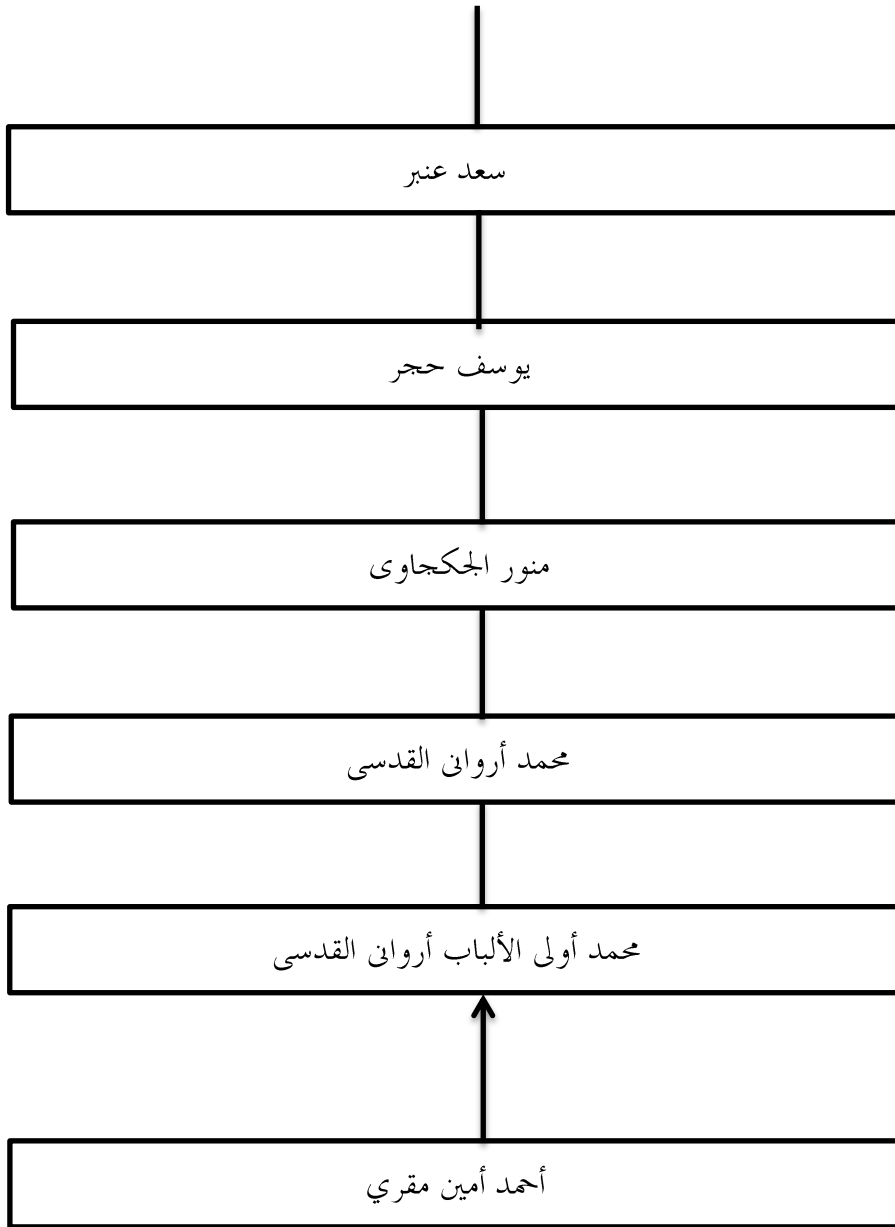 سعد عنبر
يوسف حجر
منور الجكجاوى
محمد أروانى القدسى
محمد أولى الألباب أروانى القدسى
أحمد أمين مقري